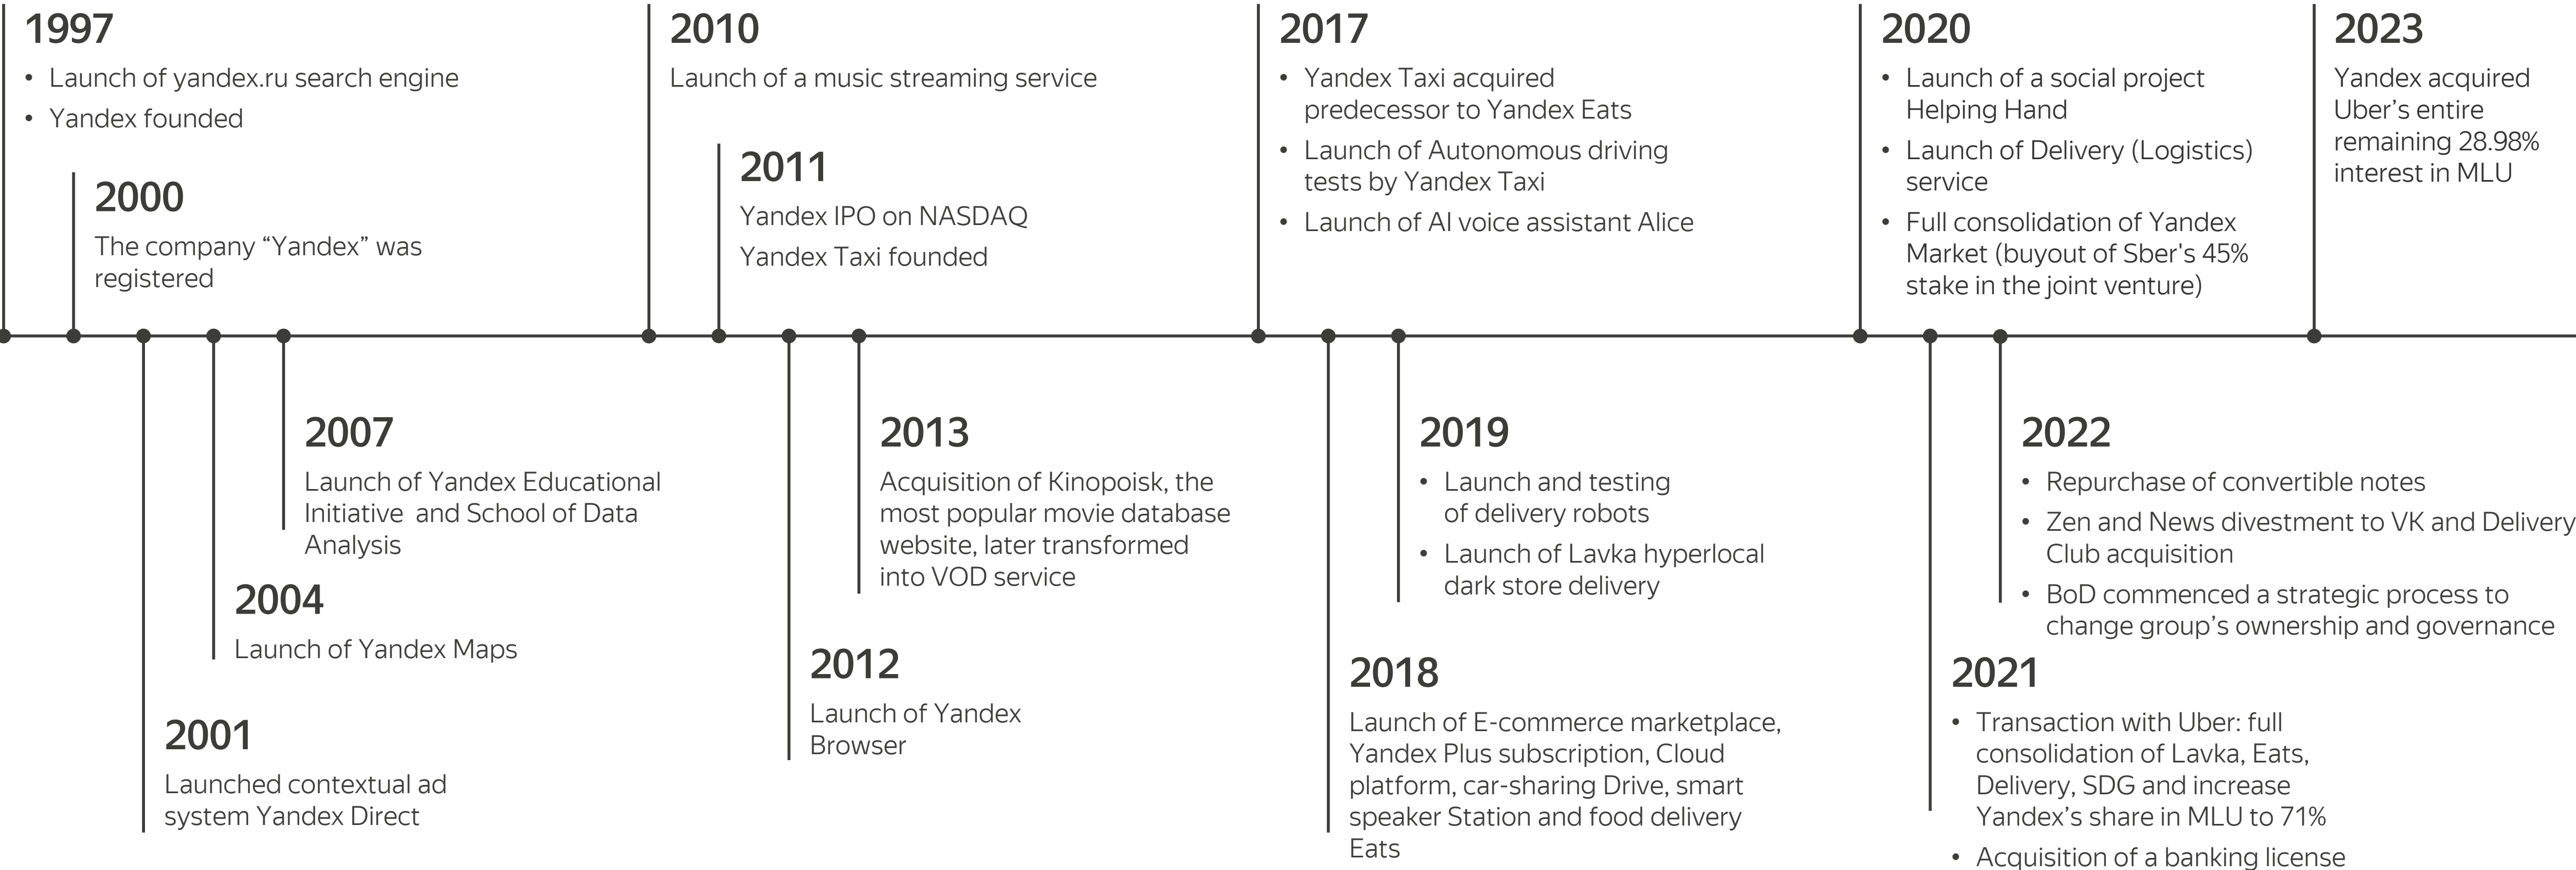 1997
• Launch of yandex.ru search engine
• Yandex founded
2000
The company “Yandex” was
registered
2001
Launched contextual ad
system Yandex Direct
2004
Launch of Yandex Maps
2007
Launch of Yandex Educational
Initiative  and School of Data
Analysis
2010
Launch of a music streaming service
2011
Yandex IPO on NASDAQ
Yandex Taxi founded
2012
Launch of Yandex
Browser
2013
Acquisition of Kinopoisk, the
most popular movie database
website, later transformed
into VOD service
2017
• Yandex Taxi acquired
predecessor to Yandex Eats
• Launch of Autonomous driving
tests by Yandex Taxi
• Launch of AI voice assistant Alice
2018
Launch of E-commerce marketplace,
Yandex Plus subscription, Cloud
platform, car-sharing Drive, smart
speaker Station and food delivery
Eats
2019
• Launch and testing
of delivery robots
• Launch of Lavka hyperlocal
dark store delivery
2020
• Launch of a social project
Helping Hand
• Launch of Delivery (Logistics)
service
• Full consolidation of Yandex
Market (buyout of Sber's 45%
stake in the joint venture)
2021
• Transaction with Uber: full
consolidation of Lavka, Eats,
Delivery, SDG and increase
Yandex’s share in MLU to 71%
• Acquisition of a banking license
2022
• Repurchase of convertible notes
• Zen and News divestment to VK and Delivery
Club acquisition
• BoD commenced a strategic process to
change group’s ownership and governance
2023
Yandex acquired
Uber’s entire
remaining 28.98%
interest in MLU